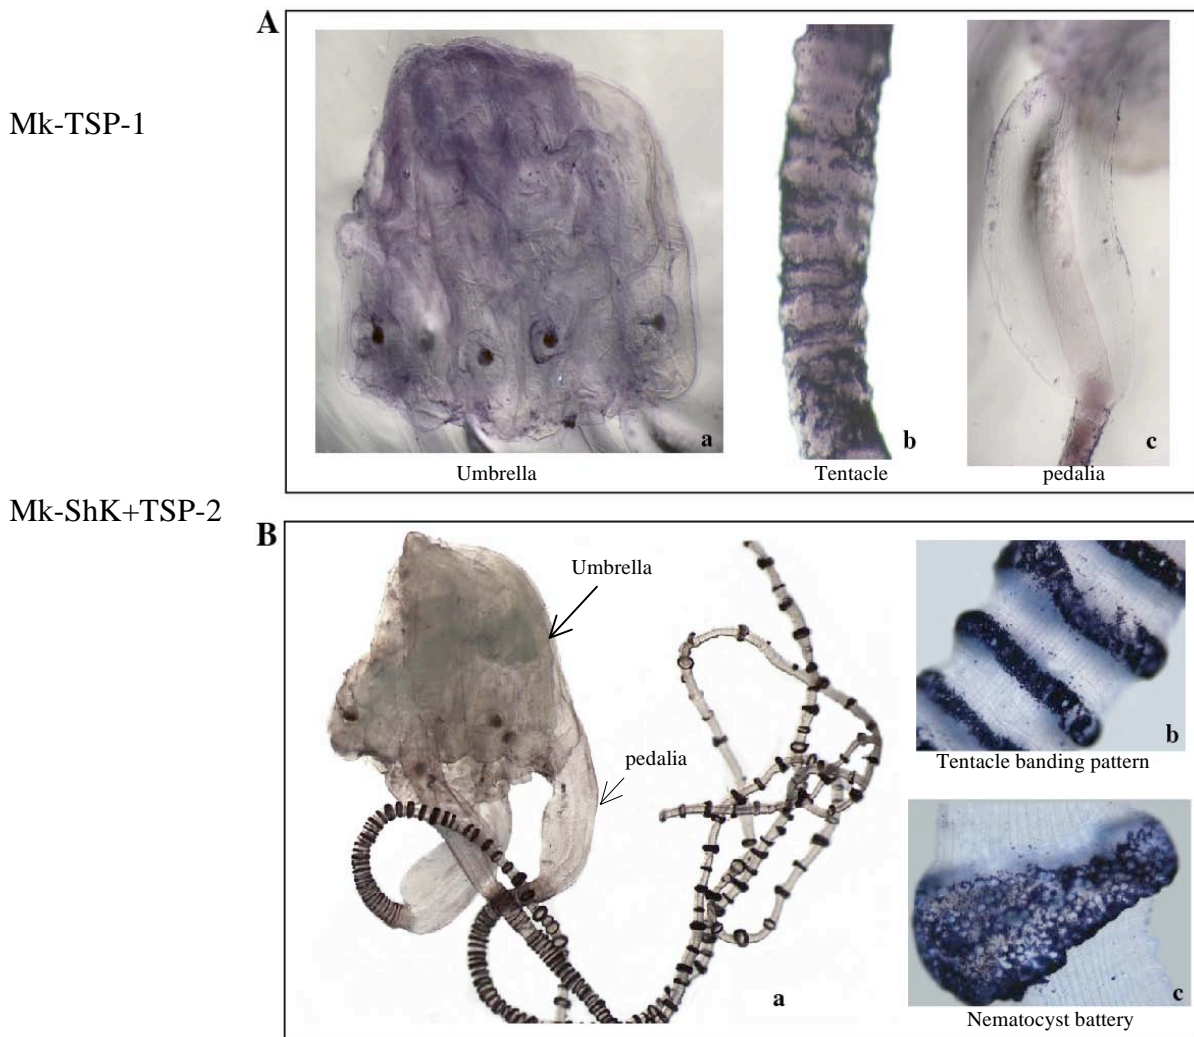 A
Mk-TSP-1
a
b
c
Umbrella
Tentacle
pedalia
Mk-ShK+TSP-2
B
Umbrella
pedalia
a
b
Tentacle banding pattern
c
Nematocyst battery